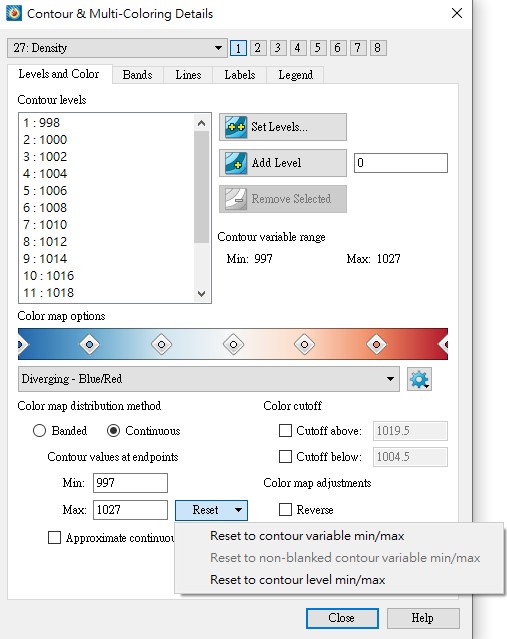 Contour & Multi-Coloring Details
27: Density
1 2 3 4 5 6 7 8
Levels and Color Bands Lines Labels Legend
Contour levels
1 : 998
2 : 1000
3 : 1002
4 : 1004
5 : 1006
6 : 1008
7 : 1010
8 : 1012
9 : 1014
10 : 1016
11 : 1018
Set Levels...
Add Level 0
Remove Selected
Contour variable range
Min: 997 Max: 1027
Color map options
Diverging - Blue/Red
Color map distribution method
Banded Continuous
Contour values at endpoints
Min: 997
Max: 1027 Reset
Approximate continuou
Color cutoff
Cutoff above: 1019.5
Cutoff below: 1004.5
Color map adjustments
Reverse
Reset to contour variable min/max
Reset to non-blanked contour variable min/max
Reset to contour level min/max
Close Help